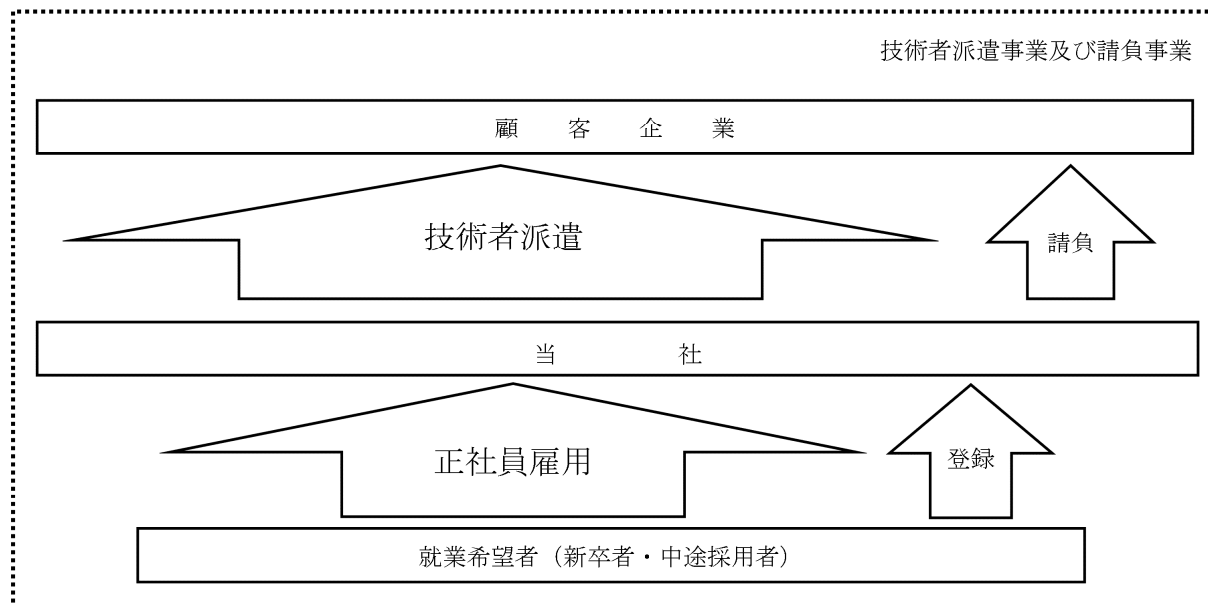 技術者派遣事業及び請負事業
顧　客　企　業
技術者派遣
請負
当　　社
正社員雇用
登録
就業希望者（新卒者・中途採用者）